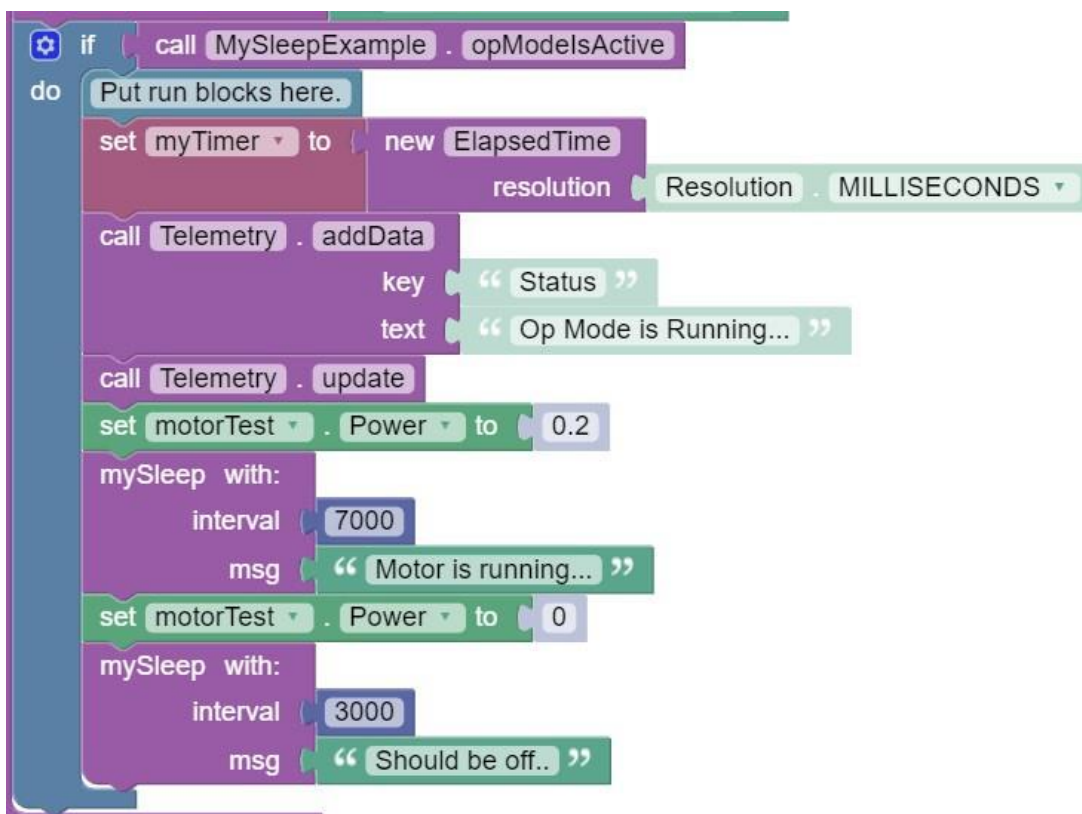 if call MySleepExample . opModeIsActive
do Put run blocks here.
set myTimer to new ElapsedTime
resolution Resolution . MILLISECONDS
call Telemetry . addData
key “ Status ”
text “ Op Mode is Running... ”
call Telemetry . update
set motorTest . Power to 0.2
mySleep with:
interval 7000
msg “ Motor is running... ”
set motorTest . Power to 0
mySleep with:
interval 3000
msg “ Should be off.. ”